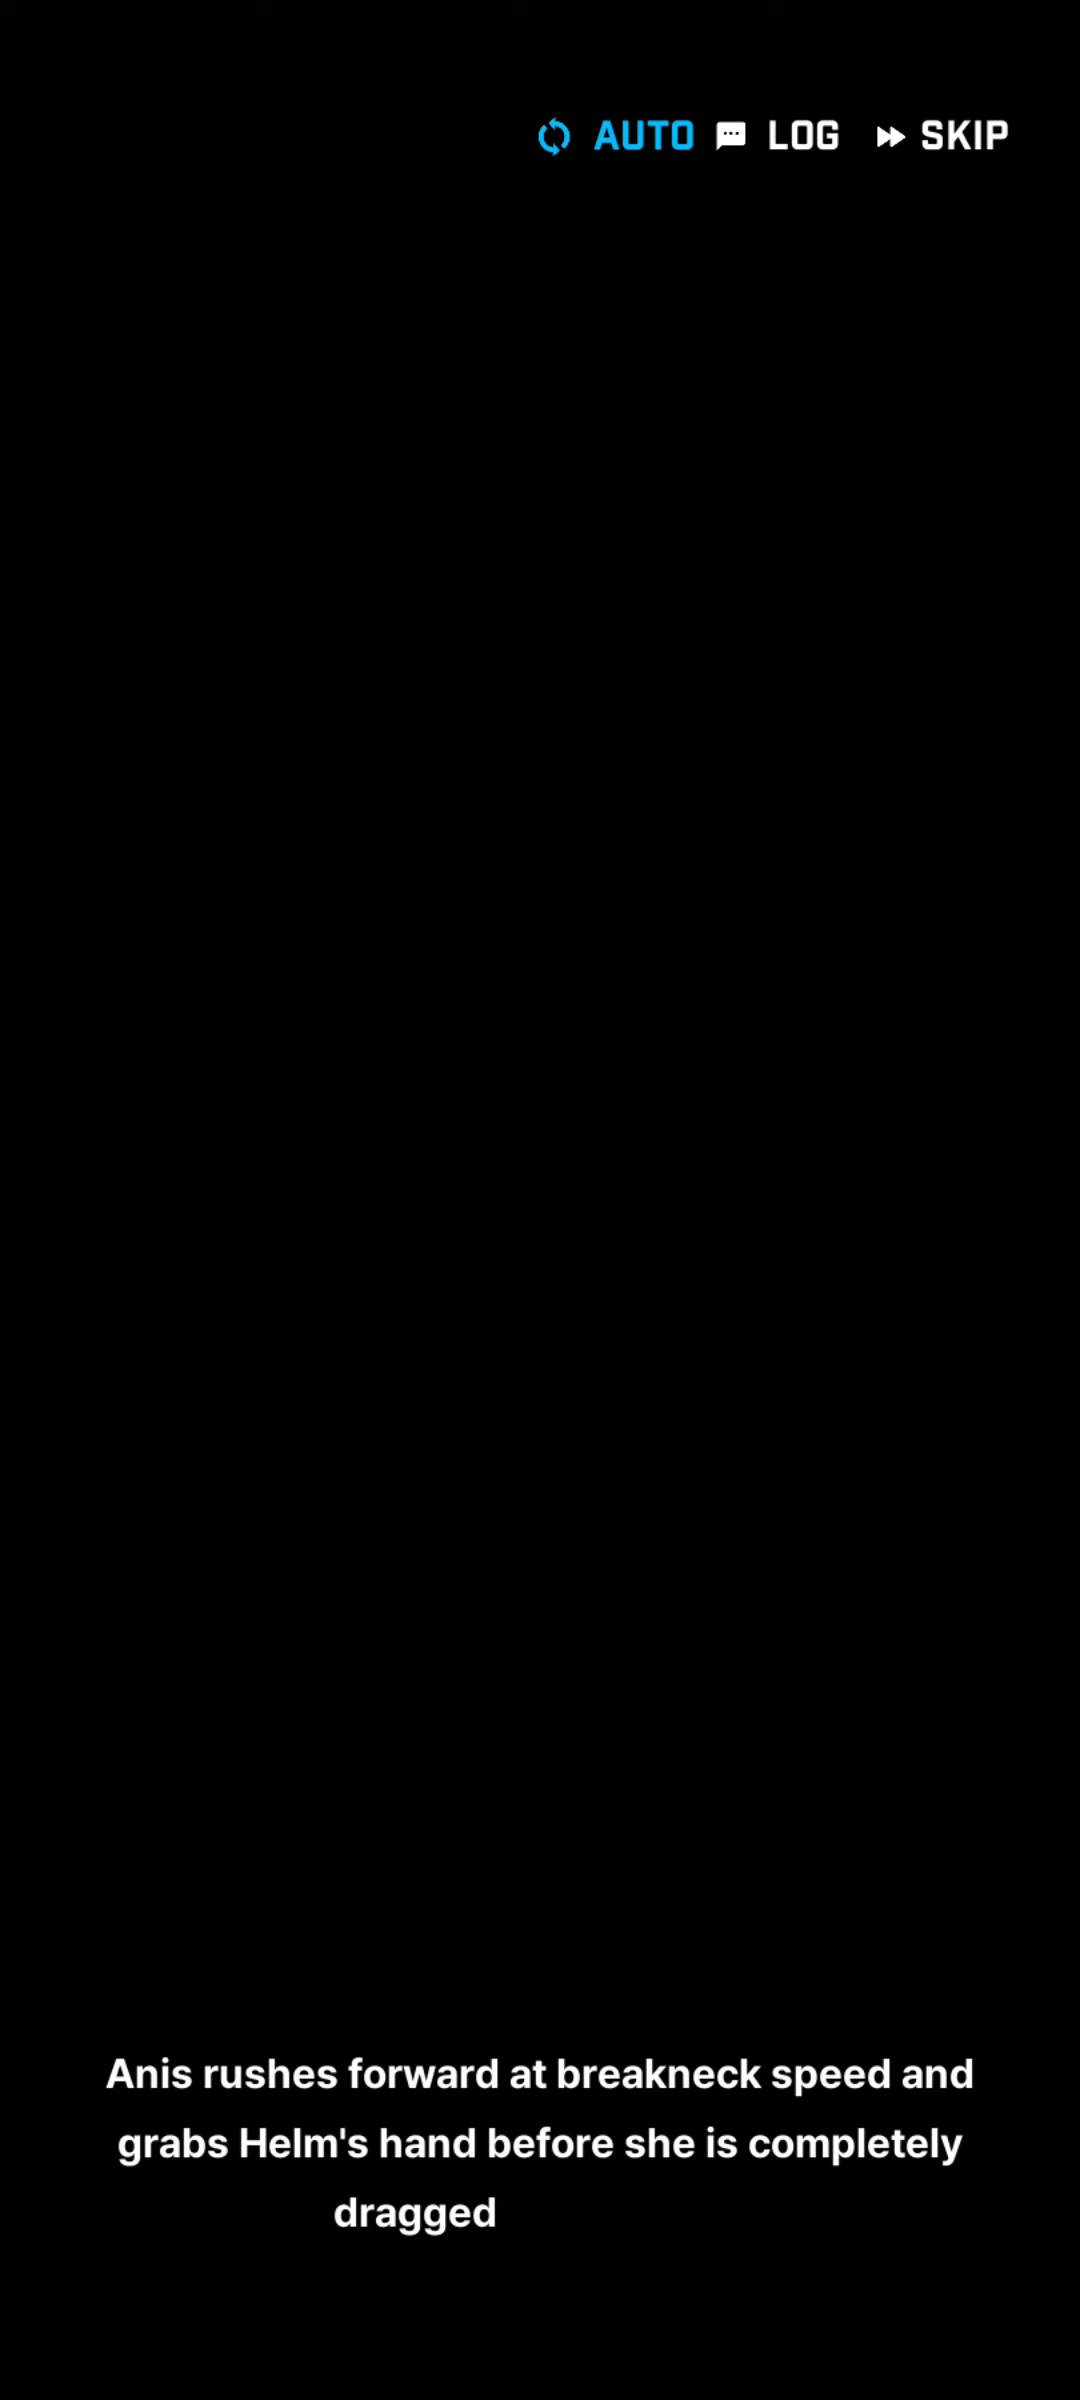 AUTO LOG SKIP
Anis rushes forward at breakneck speed and
grabs Helm's hand before she is completely
dragged